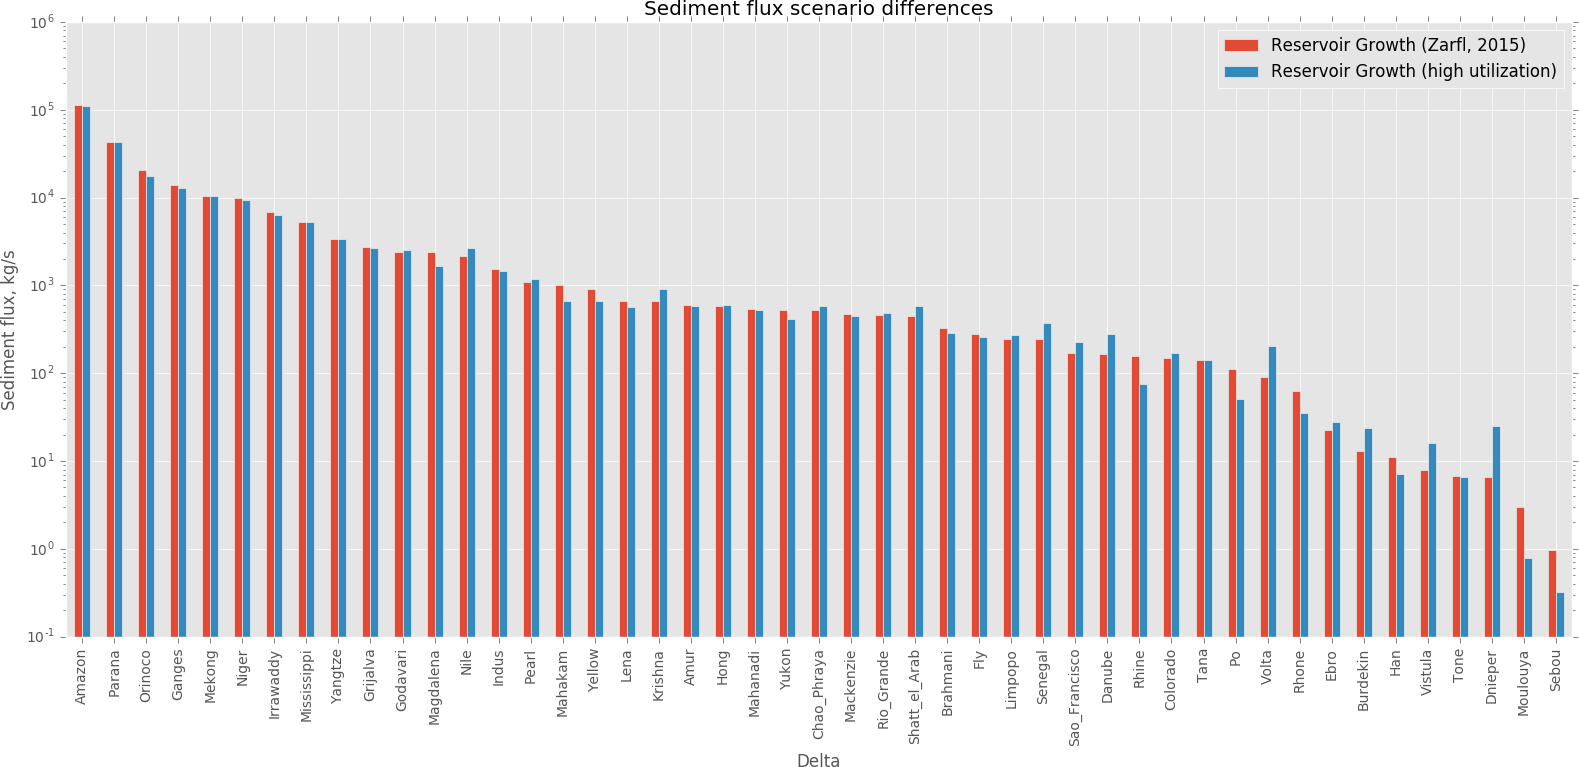 Sediment flux scenario differences
Reservoir Growth (Zarfl, 2015)
Reservoir Growth (high utilization)
Sediment flux, kg/s
10^6
10^5
10^4
10^3
10^2
10^1
10^0
10^-1
Amazon
Parana
Orinoco
Ganges
Mekong
Niger
Irrawaddy
Mississippi
Yangtze
Grijalva
Godavari
Magdalena
Nile
Indus
Pearl
Mahakam
Yellow
Lena
Krishna
Amur
Hong
Mahanadi
Yukon
Chao_Phraya
Mackenzie
Rio_Grande
Shatt_el_Arab
Brahmani
Fly
Limpopo
Senegal
Sao_Francisco
Danube
Rhine
Colorado
Tana
Po
Volta
Rhone
Ebro
Burdekin
Han
Vistula
Tone
Dnieper
Moulouya
Sebou
Delta